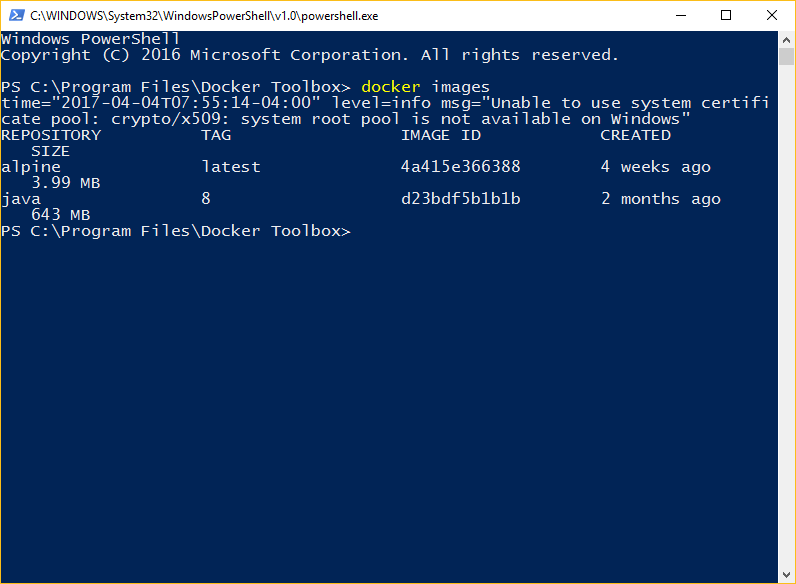 C:\WINDOWS\System32\WindowsPowerShell\v1.0\powershell.exe
Windows PowerShell
Copyright (C) 2016 Microsoft Corporation. All rights reserved.
PS C:\Program Files\Docker Toolbox> docker images
time="2017-04-04T07:55:14-04:00" level=info msg="Unable to use system certifi
cate pool: crypto/x509: system root pool is not available on Windows"
REPOSITORY          TAG                 IMAGE ID            CREATED
   SIZE
alpine              latest              4a415e366388        4 weeks ago
   3.99 MB
java                8                   d23bdf5b1b1b        2 months ago
   643 MB
PS C:\Program Files\Docker Toolbox>